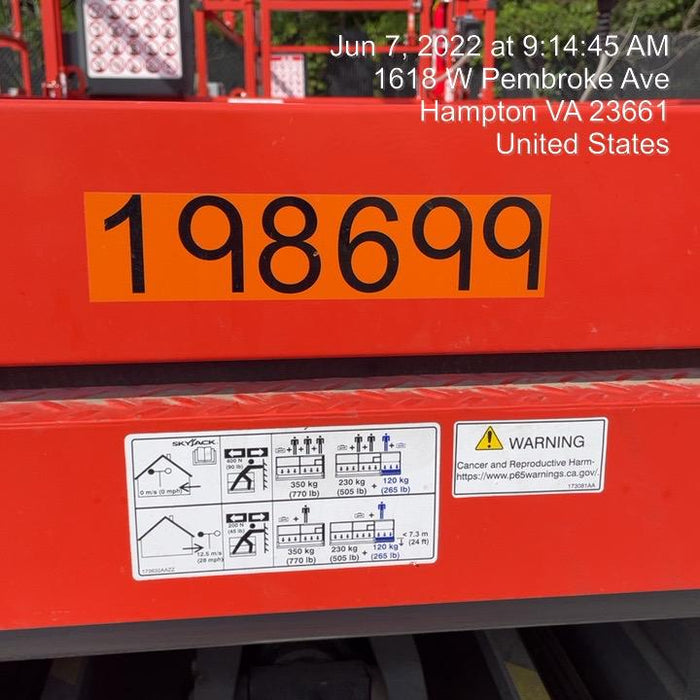 Jun 7, 2022 at 9:14:45 AM
1618 W Pembroke Ave
Hampton VA 23661
United States
198699
SKYJACK
0 m/s (0 mph)
400 N
(90 lb)
350 kg
(770 lb)
230 kg
(505 lb)
+
120 kg
(265 lb)
12.5 m/s
(28 mph)
200 N
(45 lb)
350 kg
(770 lb)
230 kg
(505 lb)
+
120 kg
(265 lb)
< 7.3 m
(24 ft)
WARNING
Cancer and Reproductive Harm-
https://www.p65warnings.ca.gov/.
173081AA